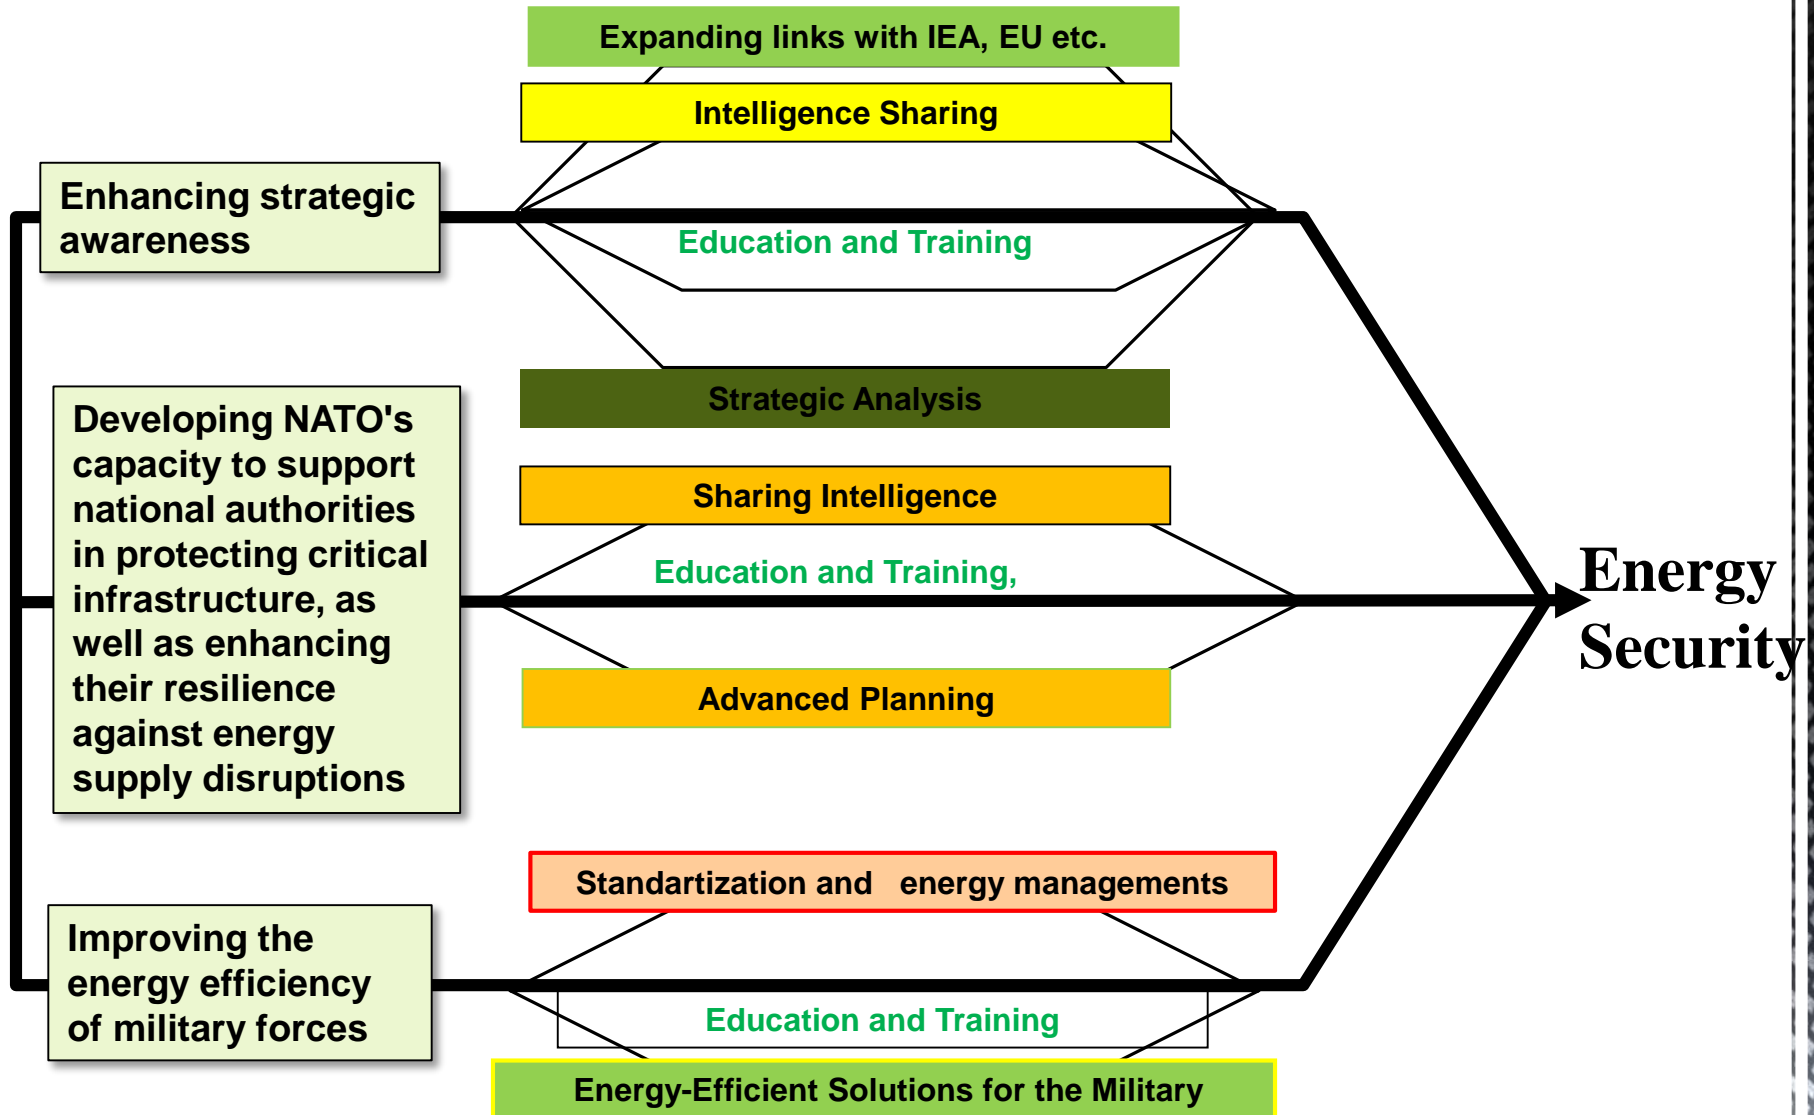 Expanding links with IEA, EU etc.
Intelligence Sharing
Enhancing strategic
awareness
Education and Training
Strategic Analysis
Developing NATO's
capacity to support
national authorities
in protecting critical
infrastructure, as
well as enhancing
their resilience
against energy
supply disruptions
Sharing Intelligence
Education and Training,
Advanced Planning
Energy
Security
Standartization and energy managements
Improving the
energy efficiency
of military forces
Education and Training
Energy-Efficient Solutions for the Military